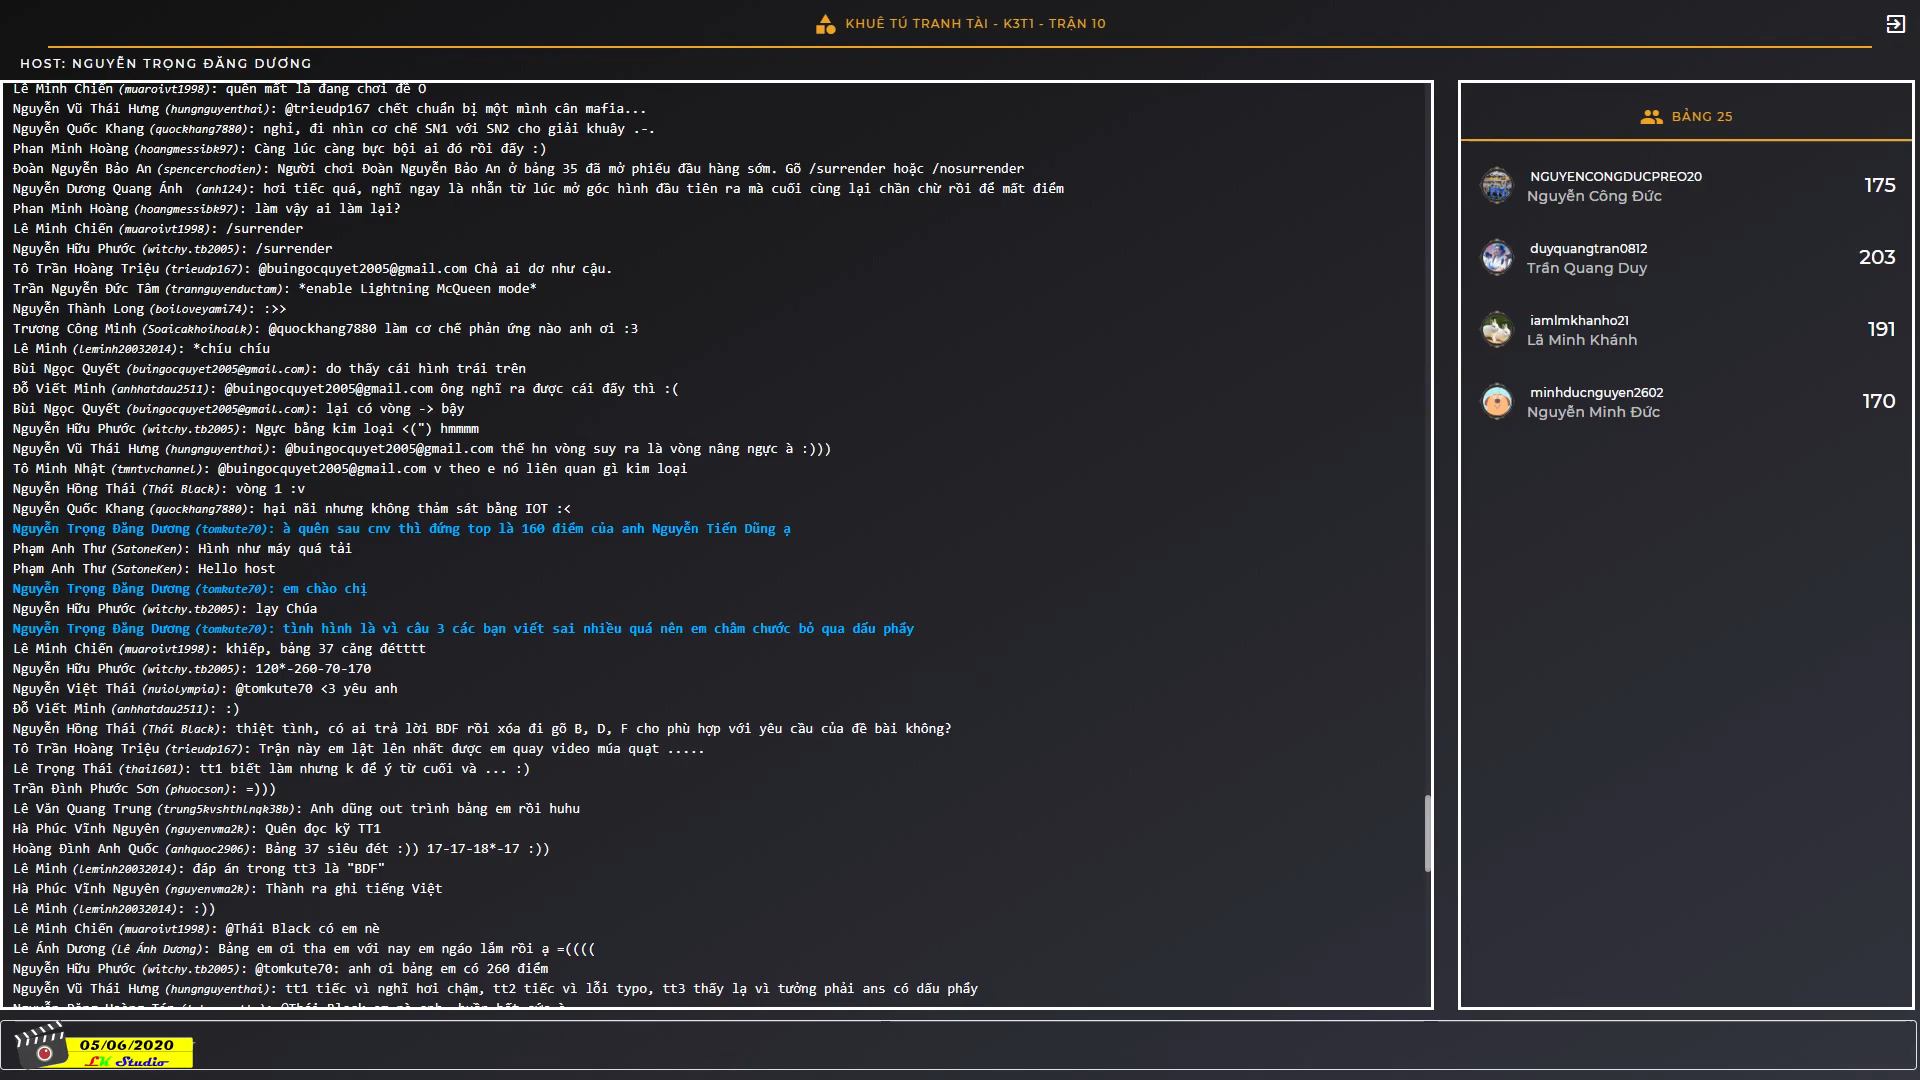 KHUÊ TÚ TRANH TÀI - K3T1 - TRẬN 10
HOST: NGUYỄN TRỌNG ĐĂNG DƯƠNG
Lê Minh Chiến (muaroivt1998): quên mất là đang chơi đề O
Nguyễn Vũ Thái Hưng (hungnguyenthai): @trieudp167 chết chuẩn bị một mình cân mafia...
Nguyễn Quốc Khang (quockhang7880): nghỉ, đi nhìn cơ chế SN1 với SN2 cho giải khuây .-.
Phan Minh Hoàng (hoangmessibk97): Càng lúc càng bực bội ai đó rồi đấy :)
Đoàn Nguyễn Bảo An (spencerchodien): Người chơi Đoàn Nguyễn Bảo An ở bảng 35 đã mở phiếu đầu hàng sớm. Gõ /surrender hoặc /nosurrender
Nguyễn Dương Quang Ánh (anh124): hơi tiếc quá, nghĩ ngay là nhẫn từ lúc mở góc hình đầu tiên ra mà cuối cùng lại chần chừ rồi để mất điểm
Phan Minh Hoàng (hoangmessibk97): làm vậy ai làm lại?
Lê Minh Chiến (muaroivt1998): /surrender
Nguyễn Hữu Phước (witchy.tb2005): /surrender
Tô Trần Hoàng Triệu (trieudp167): @buingocquyet2005@gmail.com Chả ai dơ như cậu.
Trần Nguyễn Đức Tâm (trannguyenductam): *enable Lightning McQueen mode*
Nguyễn Thành Long (boiloveyami74): :>>
Trương Công Minh (Soaicakhoihoalk): @quockhang7880 làm cơ chế phản ứng nào anh ơi :3
Lê Minh (leminh20032014): *chíu chíu
Bùi Ngọc Quyết (buingocquyet2005@gmail.com): do thấy cái hình trái trên
Đỗ Viết Minh (anhhatdau2511): @buingocquyet2005@gmail.com ông nghĩ ra được cái đấy thì :(
Bùi Ngọc Quyết (buingocquyet2005@gmail.com): lại có vòng -> bậy
Nguyễn Hữu Phước (witchy.tb2005): Ngực bằng kim loại <(") hmmmm
Nguyễn Vũ Thái Hưng (hungnguyenthai): @buingocquyet2005@gmail.com thế hn vòng suy ra là vòng nâng ngực à :)))
Tô Minh Nhật (tmntvchannel): @buingocquyet2005@gmail.com v theo e nó liên quan gì kim loại
Nguyễn Hồng Thái (Thái Black): vòng 1 :v
Nguyễn Quốc Khang (quockhang7880): hại nãi nhưng không thảm sát bằng IOT :<
Nguyễn Trọng Đăng Dương (tomkute70): à quên sau cnv thì đứng top là 160 điểm của anh Nguyễn Tiến Dũng ạ
Phạm Anh Thư (SatoneKen): Hình như máy quá tải
Phạm Anh Thư (SatoneKen): Hello host
Nguyễn Trọng Đăng Dương (tomkute70): em chào chị
Nguyễn Hữu Phước (witchy.tb2005): lạy Chúa
Nguyễn Trọng Đăng Dương (tomkute70): tình hình là vì câu 3 các bạn viết sai nhiều quá nên em châm chước bỏ qua dấu phẩy
Lê Minh Chiến (muaroivt1998): khiếp, bảng 37 căng đétttt
Nguyễn Hữu Phước (witchy.tb2005): 120*-260-70-170
Nguyễn Việt Thái (nuiolympia): @tomkute70 <3 yêu anh
Đỗ Viết Minh (anhhatdau2511): :)
Nguyễn Hồng Thái (Thái Black): thiệt tình, có ai trả lời BDF rồi xóa đi gõ B, D, F cho phù hợp với yêu cầu của đề bài không?
Tô Trần Hoàng Triệu (trieudp167): Trận này em lật lên nhất được em quay video múa quạt .....
Lê Trọng Thái (thai1601): tt1 biết làm nhưng k để ý từ cuối và ... :)
Trần Đình Phước Sơn (phuocson): =)))
Lê Văn Quang Trung (trung5kvshthlnqk38b): Anh dũng out trình bảng em rồi huhu
Hà Phúc Vĩnh Nguyên (nguyenvma2k): Quên đọc kỹ TT1
Hoàng Đình Anh Quốc (anhquoc2906): Bảng 37 siêu đét :)) 17-17-18*-17 :))
Lê Minh (leminh20032014): đáp án trong tt3 là "BDF"
Hà Phúc Vĩnh Nguyên (nguyenvma2k): Thành ra ghi tiếng Việt
Lê Minh (leminh20032014): :))
Lê Minh Chiến (muaroivt1998): @Thái Black có em nè
Lê Ánh Dương (Lê Ánh Dương): Bảng em ơi tha em với nay em ngáo lắm rồi ạ =((((
Nguyễn Hữu Phước (witchy.tb2005): @tomkute70: anh ơi bảng em có 260 điểm
Nguyễn Vũ Thái Hưng (hungnguyenthai): tt1 tiếc vì nghĩ hơi chậm, tt2 tiếc vì lỗi typo, tt3 thấy lạ vì tưởng phải ans có dấu phẩy
BẢNG 25
NGUYENCONGDUCPREO20
Nguyễn Công Đức
175
duyquangtran0812
Trần Quang Duy
203
iamlmkhanho21
Lã Minh Khánh
191
minhducnguyen2602
Nguyễn Minh Đức
170
05/06/2020
LK Studio